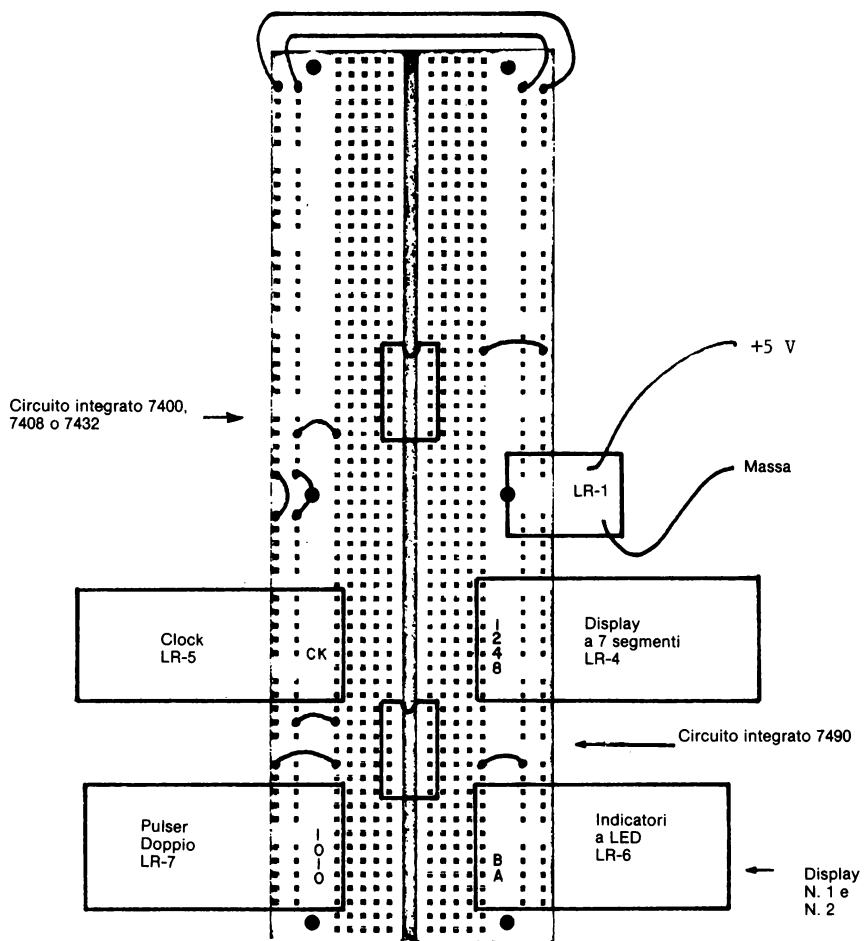 +5 V
Circuito integrato 7400,
7408 o 7432
LR-1
Massa
Clock
LR-5
CK
1
2
4
8
Display
a 7 segmenti
LR-4
Circuito integrato 7490
Pulser
Doppio
LR-7
1
0
1
0
B
A
Indicatori
a LED
LR-6
Display
N. 1 e
N. 2